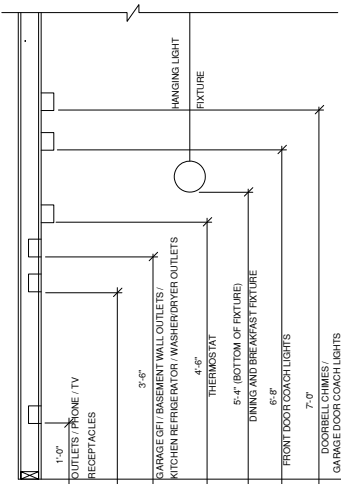 HANGING LIGHT
FIXTURE
1'-0"
OUTLETS / PHONE / TV
RECEPTACLES
3'-6"
GARAGE GFI / BASEMENT WALL OUTLETS /
KITCHEN REFRIGERATOR / WASHER/DRYER OUTLETS
4'-6"
THERMOSTAT
5'-4" (BOTTOM OF FIXTURE)
DINING AND BREAKFAST FIXTURE
6'-8"
FRONT DOOR COACH LIGHTS
7'-0"
DOORBELL CHIMES /
GARAGE DOOR COACH LIGHTS